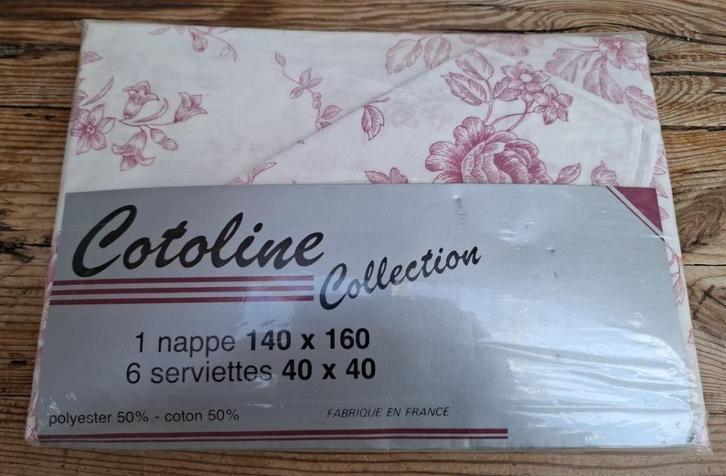 Cotoline
Collection
1 nappe 140 x 160
6 serviettes 40 x 40
polyester 50% - coton 50%
FABRIQUE EN FRANCE